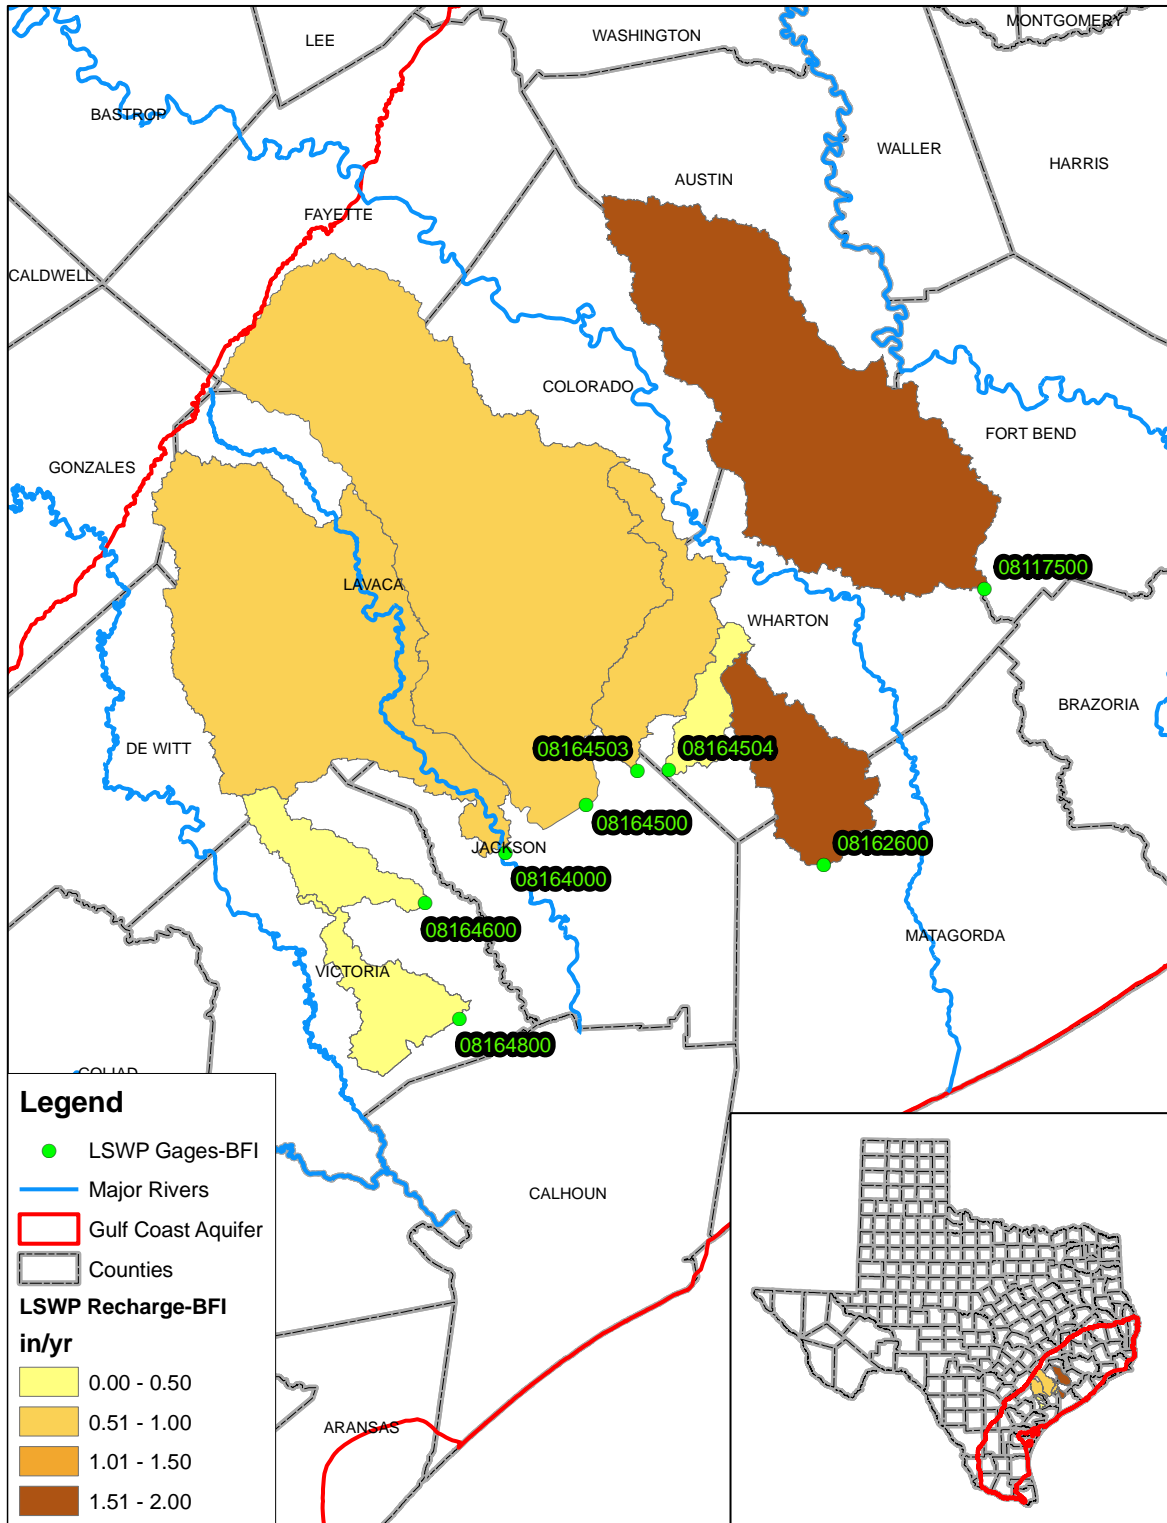 MONTGOMERY
LEE
WASHINGTON
BASTROP
WALLER
HARRIS
AUSTIN
FAYETTE
CALDWELL
COLORADO
FORT BEND
GONZALES
08117500
LAVACA
WHARTON
BRAZORIA
DE WITT
08164503
08164504
08164500
08162600
JACKSON
08164000
08164600
MATAGORDA
VICTORIA
08164800
GOLIAD
Legend
LSWP Gages-BFI
Major Rivers
Gulf Coast Aquifer
Counties
LSWP Recharge-BFI
in/yr
0.00 - 0.50
0.51 - 1.00
1.01 - 1.50
1.51 - 2.00
CALHOUN
ARANSAS